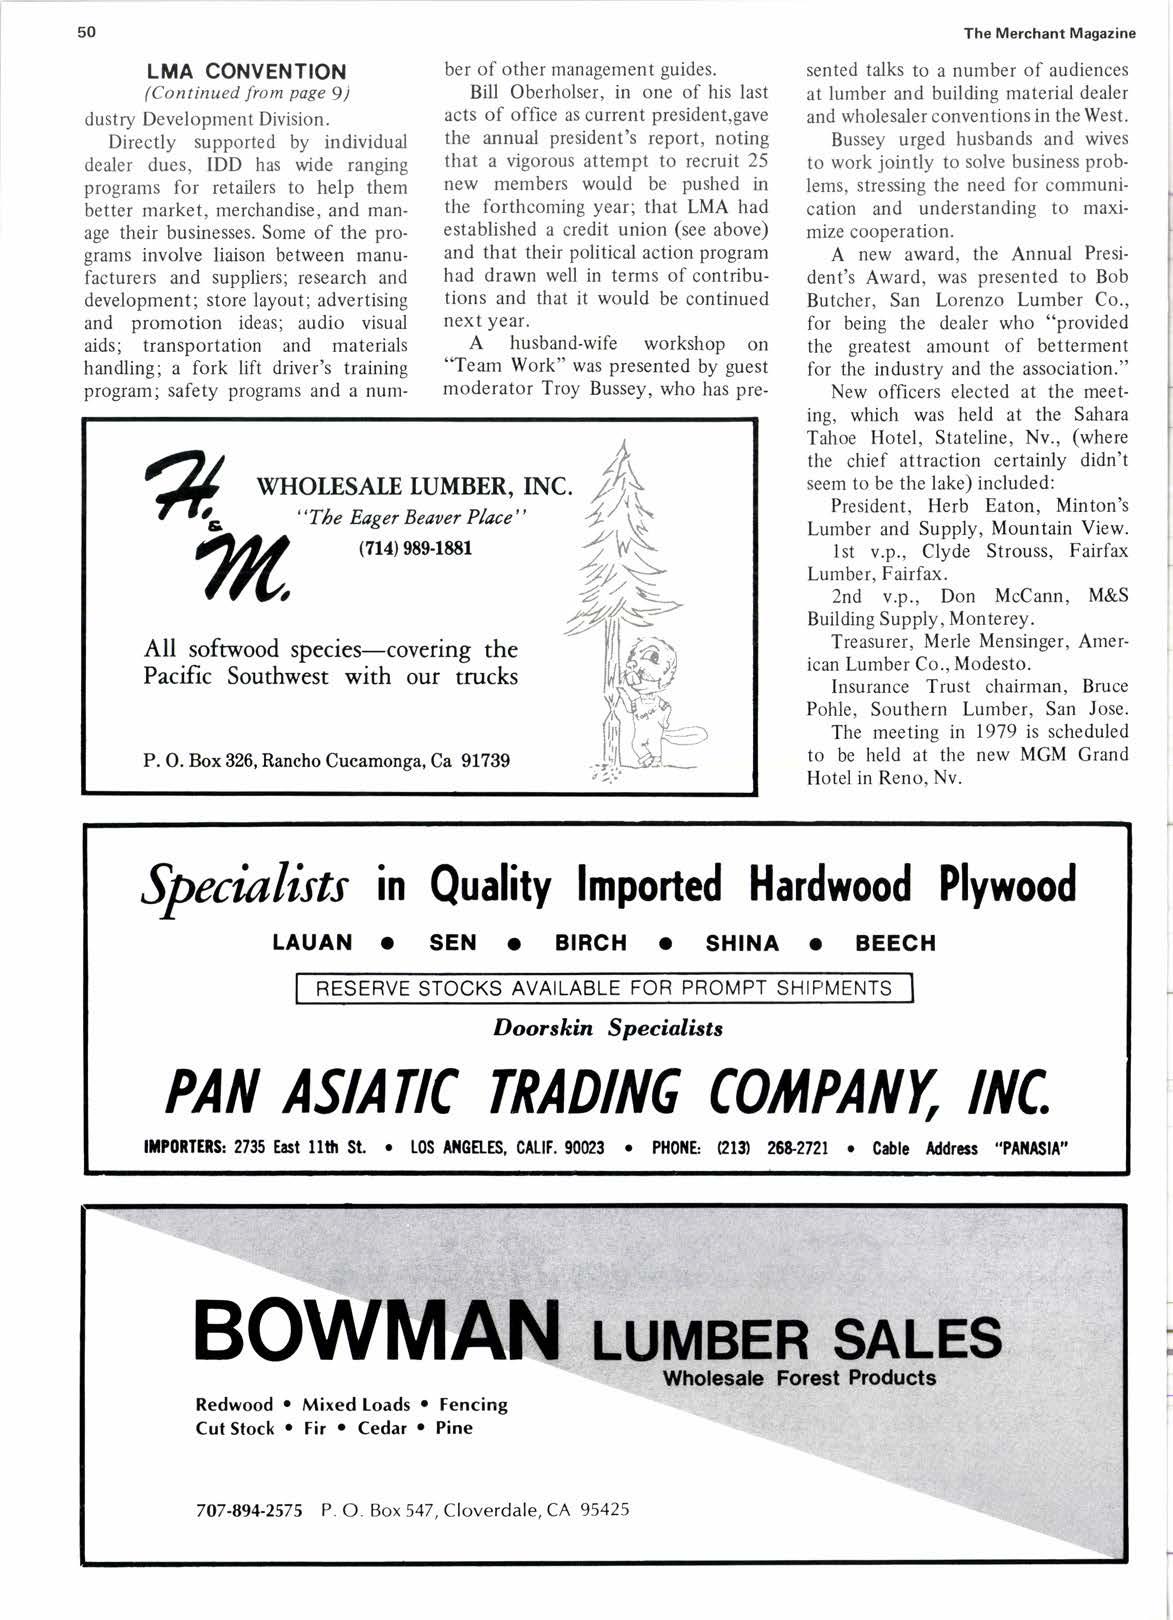 50
The Merchant Magazine
LMA CONVENTION
(Continued from page 9)
dustry Development Division.
Directly supported by individual
dealer dues, IDD has wide ranging
programs for retailers to help them
better market, merchandise, and man-
age their businesses. Some of the pro-
grams involve liaison between manu-
facturers and suppliers; research and
development; store layout; advertising
and promotion ideas; audio visual
aids; transportation and materials
handling; a fork lift driver's training
program; safety programs and a num-
ber of other management guides.
Bill Oberholser, in one of his last
acts of office as current president,gave
the annual president's report, noting
that a vigorous attempt to recruit 25
new members would be pushed in
the forthcoming year; that LMA had
established a credit union (see above)
and that their political action program
had drawn well in terms of contribu-
tions and that it would be continued
next year.
A husband-wife workshop on
"Team Work" was presented by guest
moderator Troy Bussey, who has pre-
sented talks to a number of audiences
at lumber and building material dealer
and wholesaler conventions in the West.
Bussey urged husbands and wives
to work jointly to solve business prob-
lems, stressing the need for communi-
cation and understanding to maxi-
mize cooperation.
A new award, the Annual Presi-
dent's Award, was presented to Bob
Butcher, San Lorenzo Lumber Co.,
for being the dealer who "provided
the greatest amount of betterment
for the industry and the association."
New officers elected at the meet-
ing, which was held at the Sahara
Tahoe Hotel, Stateline, Nv., (where
the chief attraction certainly didn't
seem to be the lake) included:
President, Herb Eaton, Minton's
Lumber and Supply, Mountain View.
1st v.p., Clyde Strouss, Fairfax
Lumber, Fairfax.
2nd v.p., Don McCann, M&S
Building Supply, Monterey.
Treasurer, Merle Mensinger, Amer-
ican Lumber Co., Modesto.
Insurance Trust chairman, Bruce
Pohle, Southern Lumber, San Jose.
The meeting in 1979 is scheduled
to be held at the new MGM Grand
Hotel in Reno, Nv.
H. & M.
WHOLESALE LUMBER, INC.
"The Eager Beaver Place"
(714) 989-1881
All softwood species—covering the
Pacific Southwest with our trucks
Eager
P. O. Box 326, Rancho Cucamonga, Ca 91739
Specialists in Quality Imported Hardwood Plywood
LAUAN • SEN • BIRCH • SHINA • BEECH
RESERVE STOCKS AVAILABLE FOR PROMPT SHIPMENTS
Doorskin Specialists
PAN ASIATIC TRADING COMPANY, INC.
IMPORTERS: 2735 East 11th St. • LOS ANGELES, CALIF. 90023 • PHONE: (213) 268-2721 • Cable Address "PANASIA"
BOWMAN LUMBER SALES
Wholesale Forest Products
Redwood • Mixed Loads • Fencing
Cut Stock • Fir • Cedar • Pine
707-894-2575 P. O. Box 547, Cloverdale, CA 95425